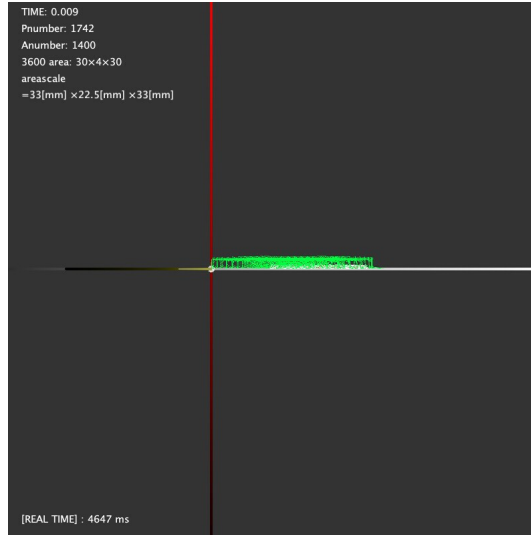 TIME: 0.009
Pnumber: 1742
Anumber: 1400
3600 area: 30×4×30
areascale
=33[mm] ×22.5[mm] ×33[mm]
[REAL TIME] : 4647 ms